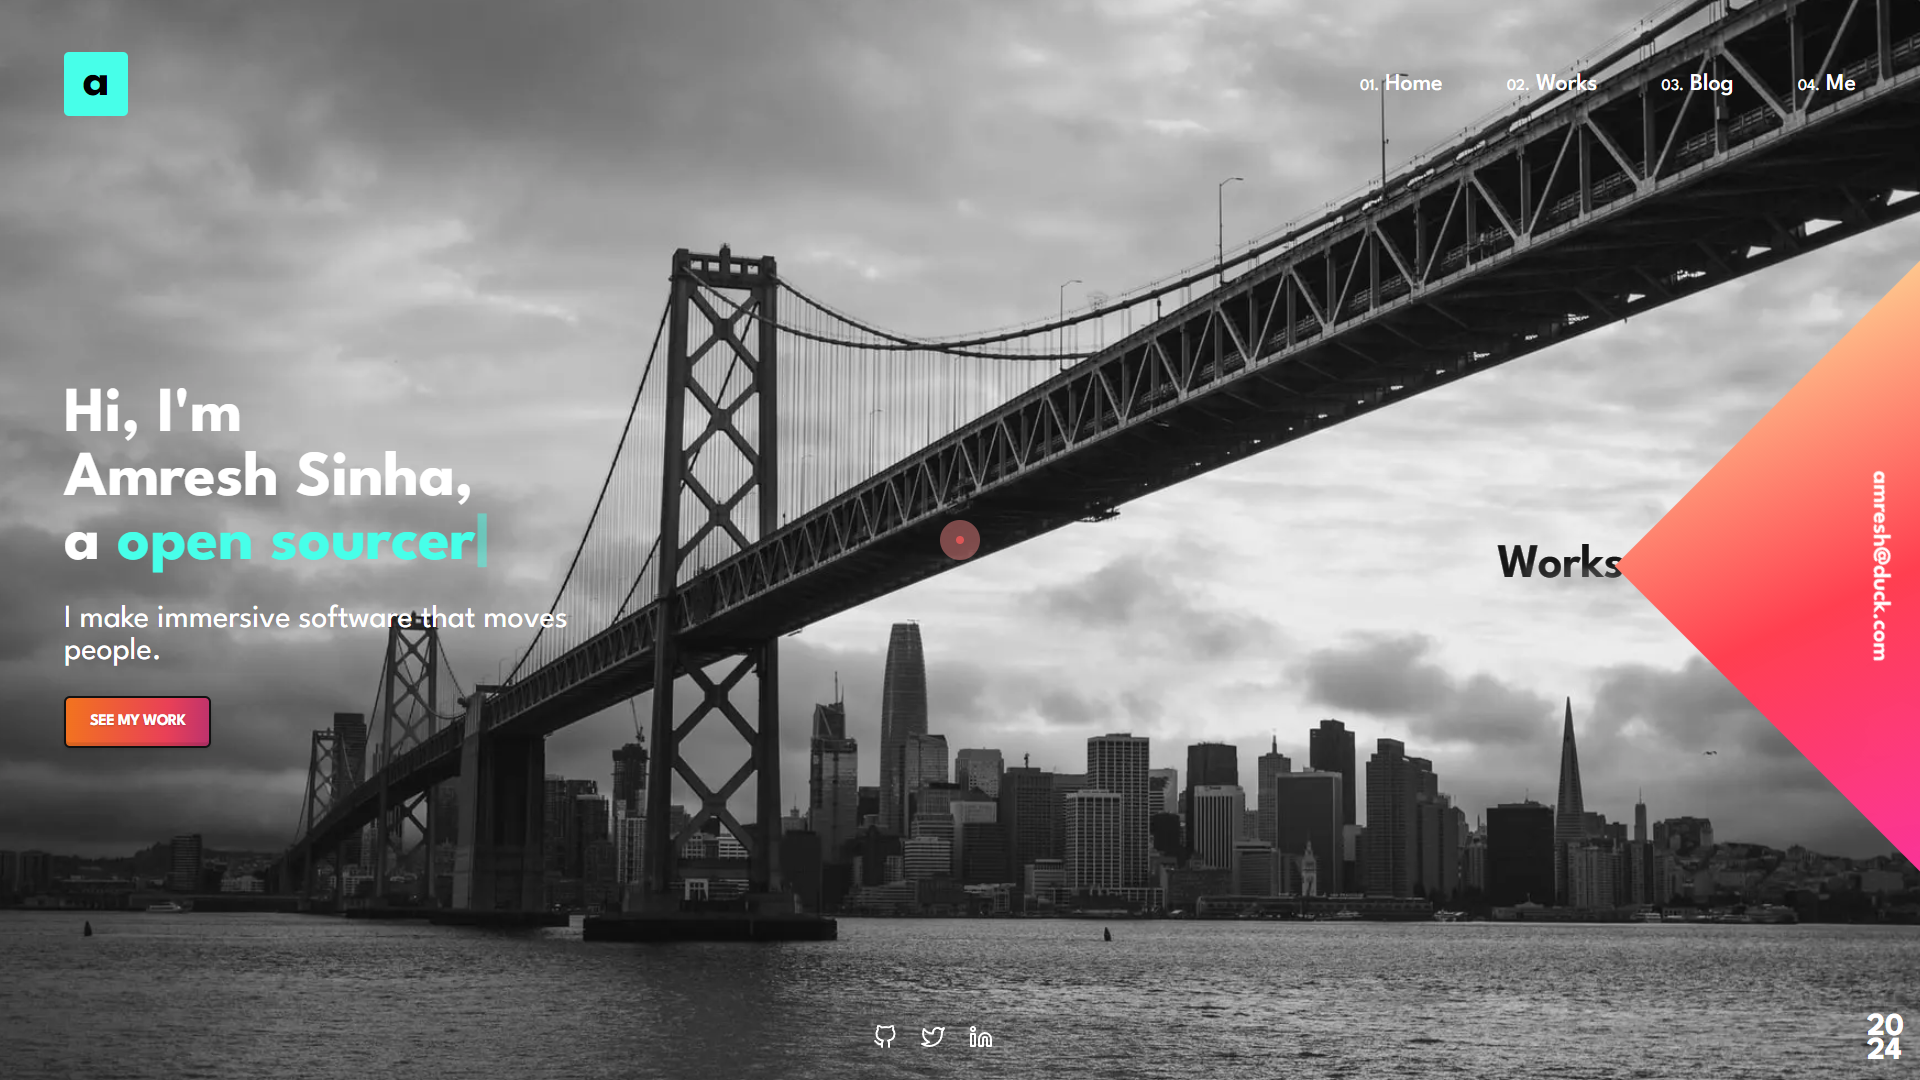 a
01. Home
02. Works
03. Blog
04. Me
Hi, I'm
Amresh Sinha,
a open sourcer
I make immersive software that moves
people.
SEE MY WORK
Works
amresh@duck.com
in
20
24